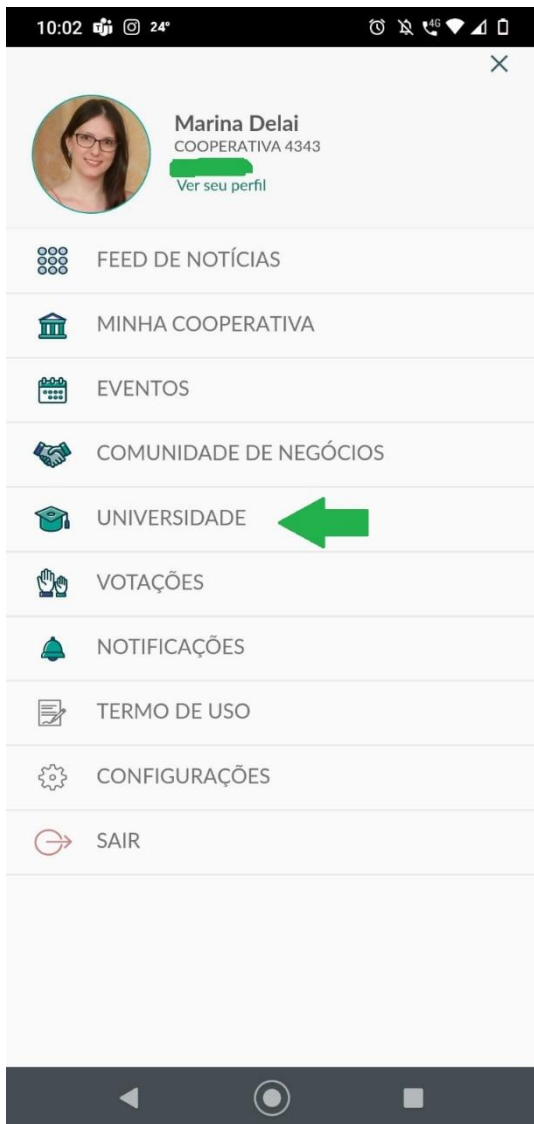 10:02 24°
4G
Marina Delai
COOPERATIVA 4343
Ver seu perfil
FEED DE NOTÍCIAS
MINHA COOPERATIVA
EVENTOS
COMUNIDADE DE NEGÓCIOS
UNIVERSIDADE
VOTAÇÕES
NOTIFICAÇÕES
TERMO DE USO
CONFIGURAÇÕES
SAIR